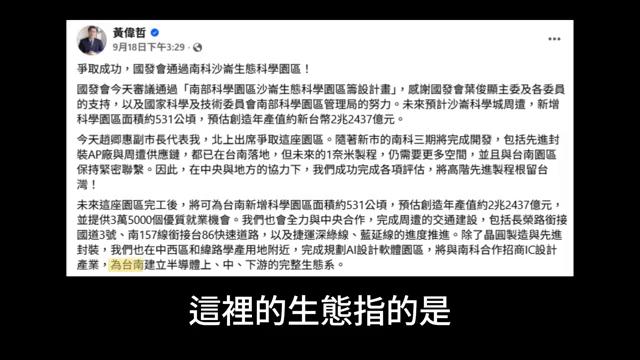 黃偉哲
9月18日下午3:29 ·
爭取成功，國發會通過南科沙崙生態科學園區！
國發會今天審議通過「南部科學園區沙崙生態科學園區籌設計畫」，感謝國發會葉俊顯主委及各委員
的支持，以及國家科學及技術委員會南部科學園區管理局的努力。未來預計沙崙科學城周遭，新增
科學園區面積約531公頃，預估創造年產值約新台幣2兆2437億元。
今天趙卿惠副市長代表我，北上出席爭取這座園區。隨著新市的南科三期將完成開發，包括先進封
裝AP廠與周遭供應鏈，都已在台南落地，但未來的1奈米製程，仍需要更多空間，並且與台南園區
保持緊密聯繫。因此，在中央與地方的協力下，我們成功完成各項評估，將高階先進製程根留台
灣！
未來這座園區完工後，將可為台南新增科學園區面積約531公頃，預估創造年產值約2兆2437億元，
並提供3萬5000個優質就業機會。我們也會全力與中央合作，完成周遭的交通建設，包括長榮路銜接
國道3號、南157線銜接台86快速道路，以及捷運深綠線、藍延線的進度推進。除了晶圓製造與先進
封裝，我們也在中西區和緯路學產用地附近，完成規劃AI設計軟體園區，將與南科合作招商IC設計
產業，為台南建立半導體上、中、下游的完整生態系。
這裡的生態指的是